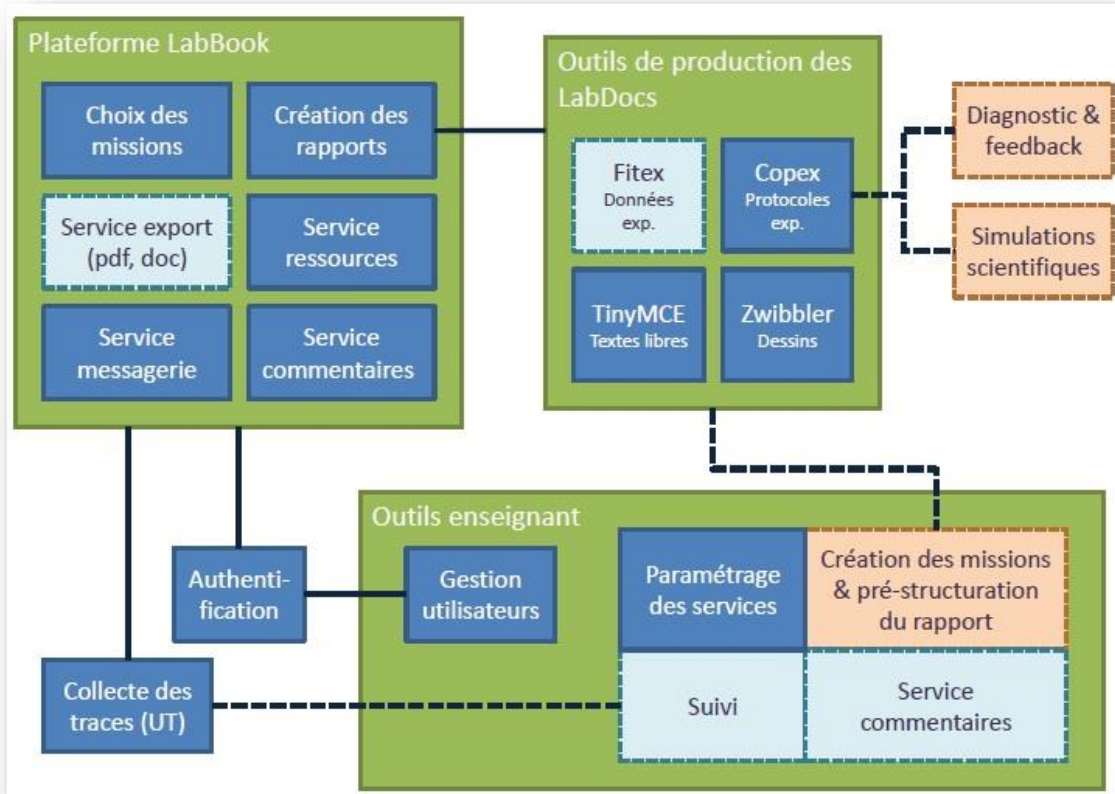 Plateforme LabBook
Choix des
missions
Création des
rapports
Service export
(pdf, doc)
Service
ressources
Service
messagerie
Service
commentaires
Outils de production des
LabDocs
Fitex
Données
exp.
Copex
Protocoles
exp.
TinyMCE
Textes libres
Zwibbler
Dessins
Diagnostic &
feedback
Simulations
scientifiques
Authenti-
fication
Collecte des
traces (UT)
Outils enseignant
Gestion
utilisateurs
Paramétrage
des services
Création des missions
& pré-structuration
du rapport
Suivi
Service
commentaires